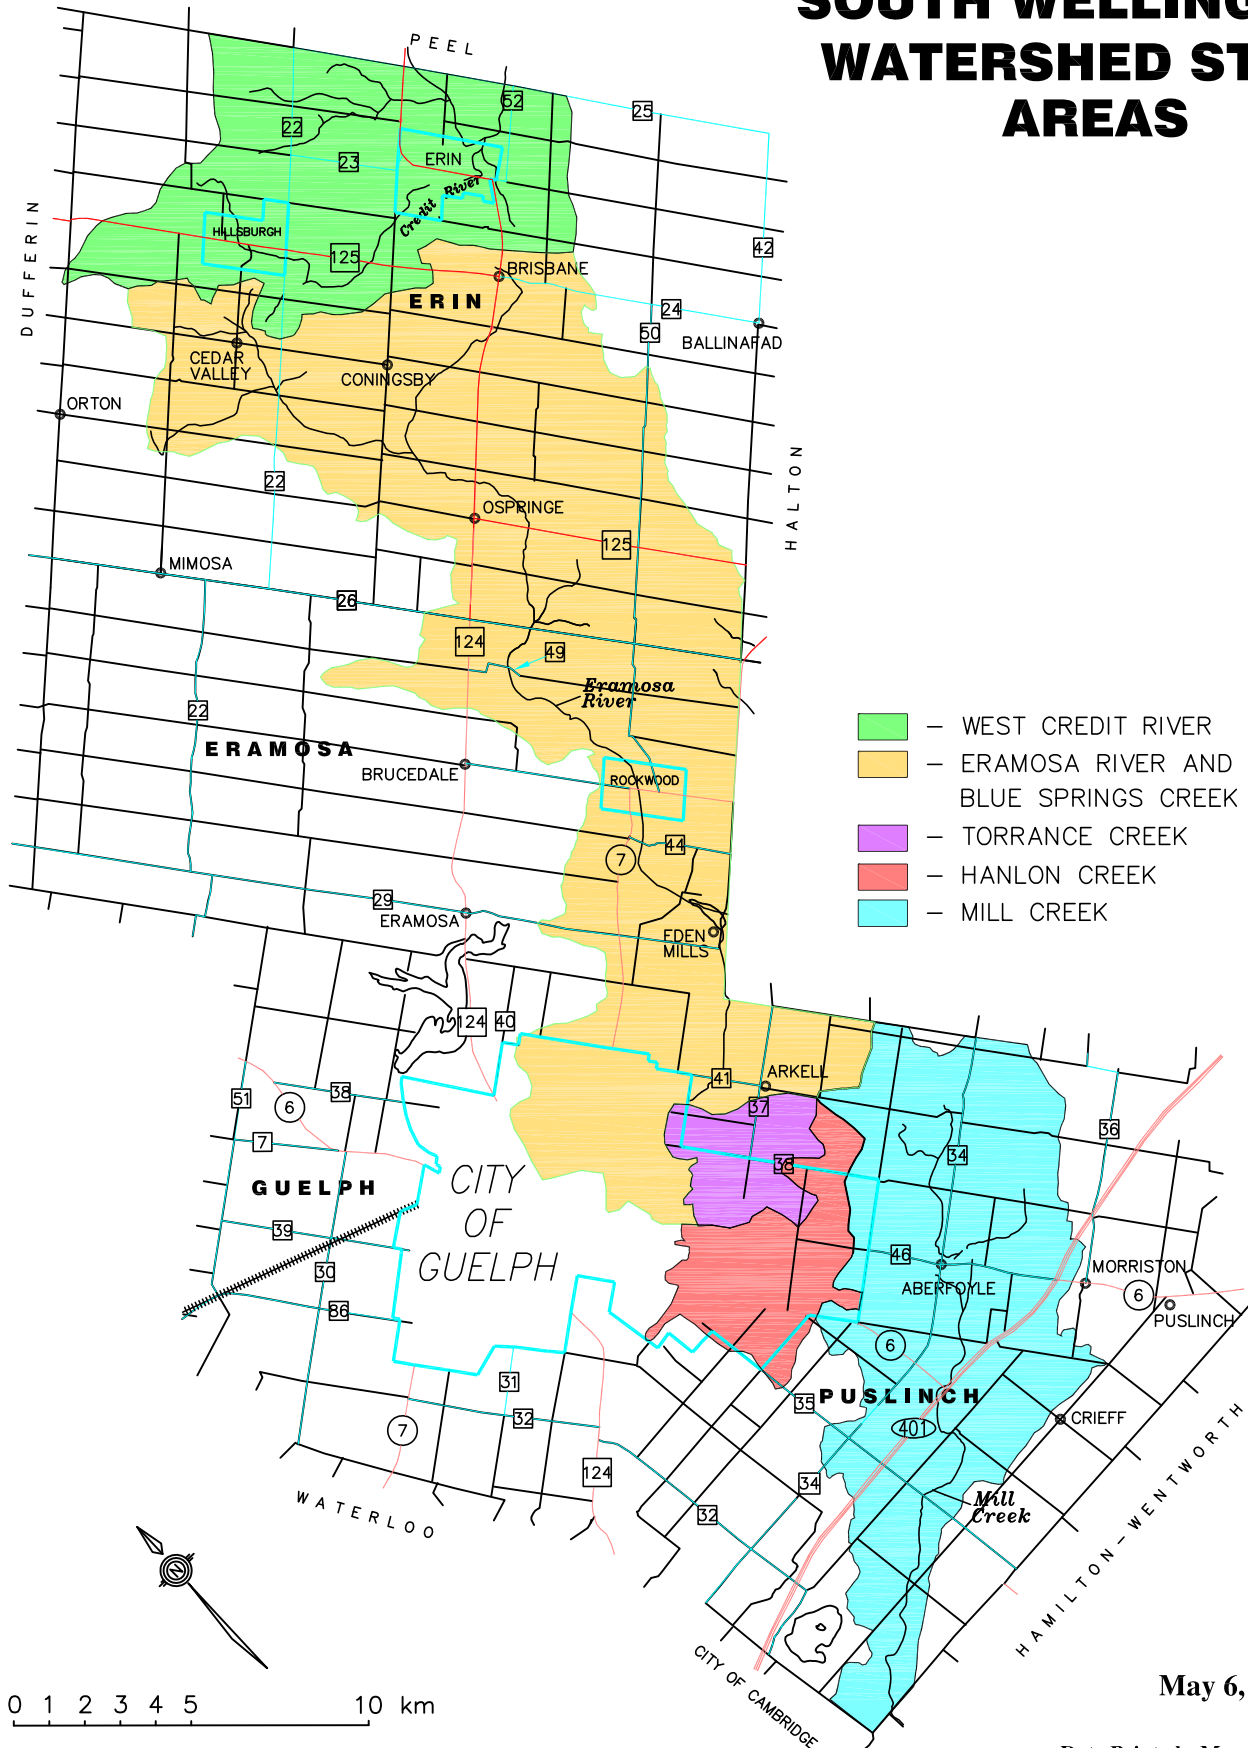 SOUTH WELLING
WATERSHED ST
AREAS
PEEL
52
25
22
23
ERIN
Credit River
DUFFERIN
HILLSBURGH
42
125
BRISBANE
ERIN
24
50
BALLINAFAD
CEDAR
VALLEY
CONINGSBY
ORTON
HALTON
22
OSPRINGE
125
MIMOSA
26
124
49
Eramosa
River
22
WEST CREDIT RIVER
ERAMOSA
BRUCEDALE
ROCKWOOD
ERAMOSA RIVER AND
BLUE SPRINGS CREEK
TORRANCE CREEK
44
7
HANLON CREEK
29
ERAMOSA
MILL CREEK
EDEN
MILLS
124
40
41
ARKELL
51
38
6
37
36
7
34
38
GUELPH
CITY
OF
GUELPH
39
46
30
ABERFOYLE
MORRISTON
6
86
PUSLINCH
6
31
35
PUSLINCH
32
401
CRIEFF
7
124
34
WATERLOO
32
Mill
Creek
HAMILTON-WENTWORTH
N
CITY OF CAMBRIDGE
May 6,
0 1 2 3 4 5 10 km